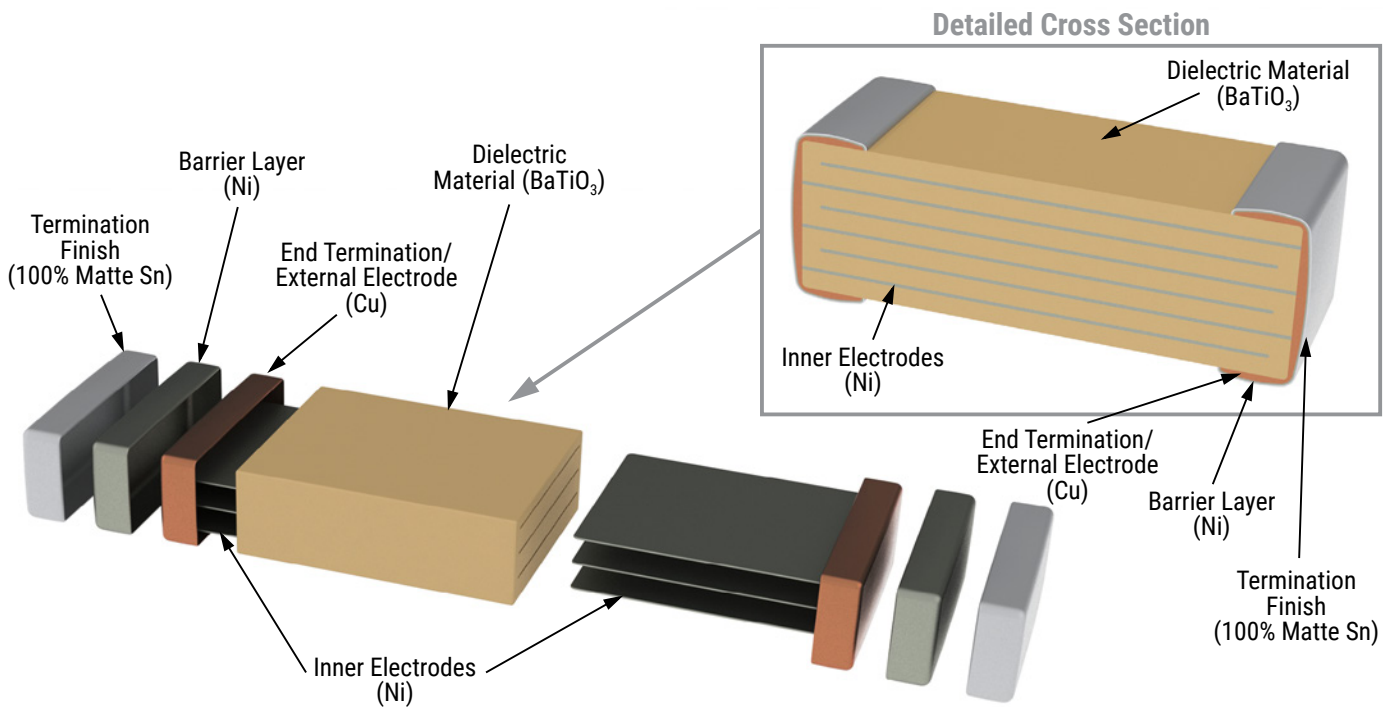 Detailed Cross Section
Dielectric Material
(BaTiO₃)
Inner Electrodes
(Ni)
End Termination/
External Electrode
(Cu)
Barrier Layer
(Ni)
Termination
Finish
(100% Matte Sn)
Dielectric
Material (BaTiO₃)
Barrier Layer
(Ni)
Termination
Finish
(100% Matte Sn)
End Termination/
External Electrode
(Cu)
Inner Electrodes
(Ni)